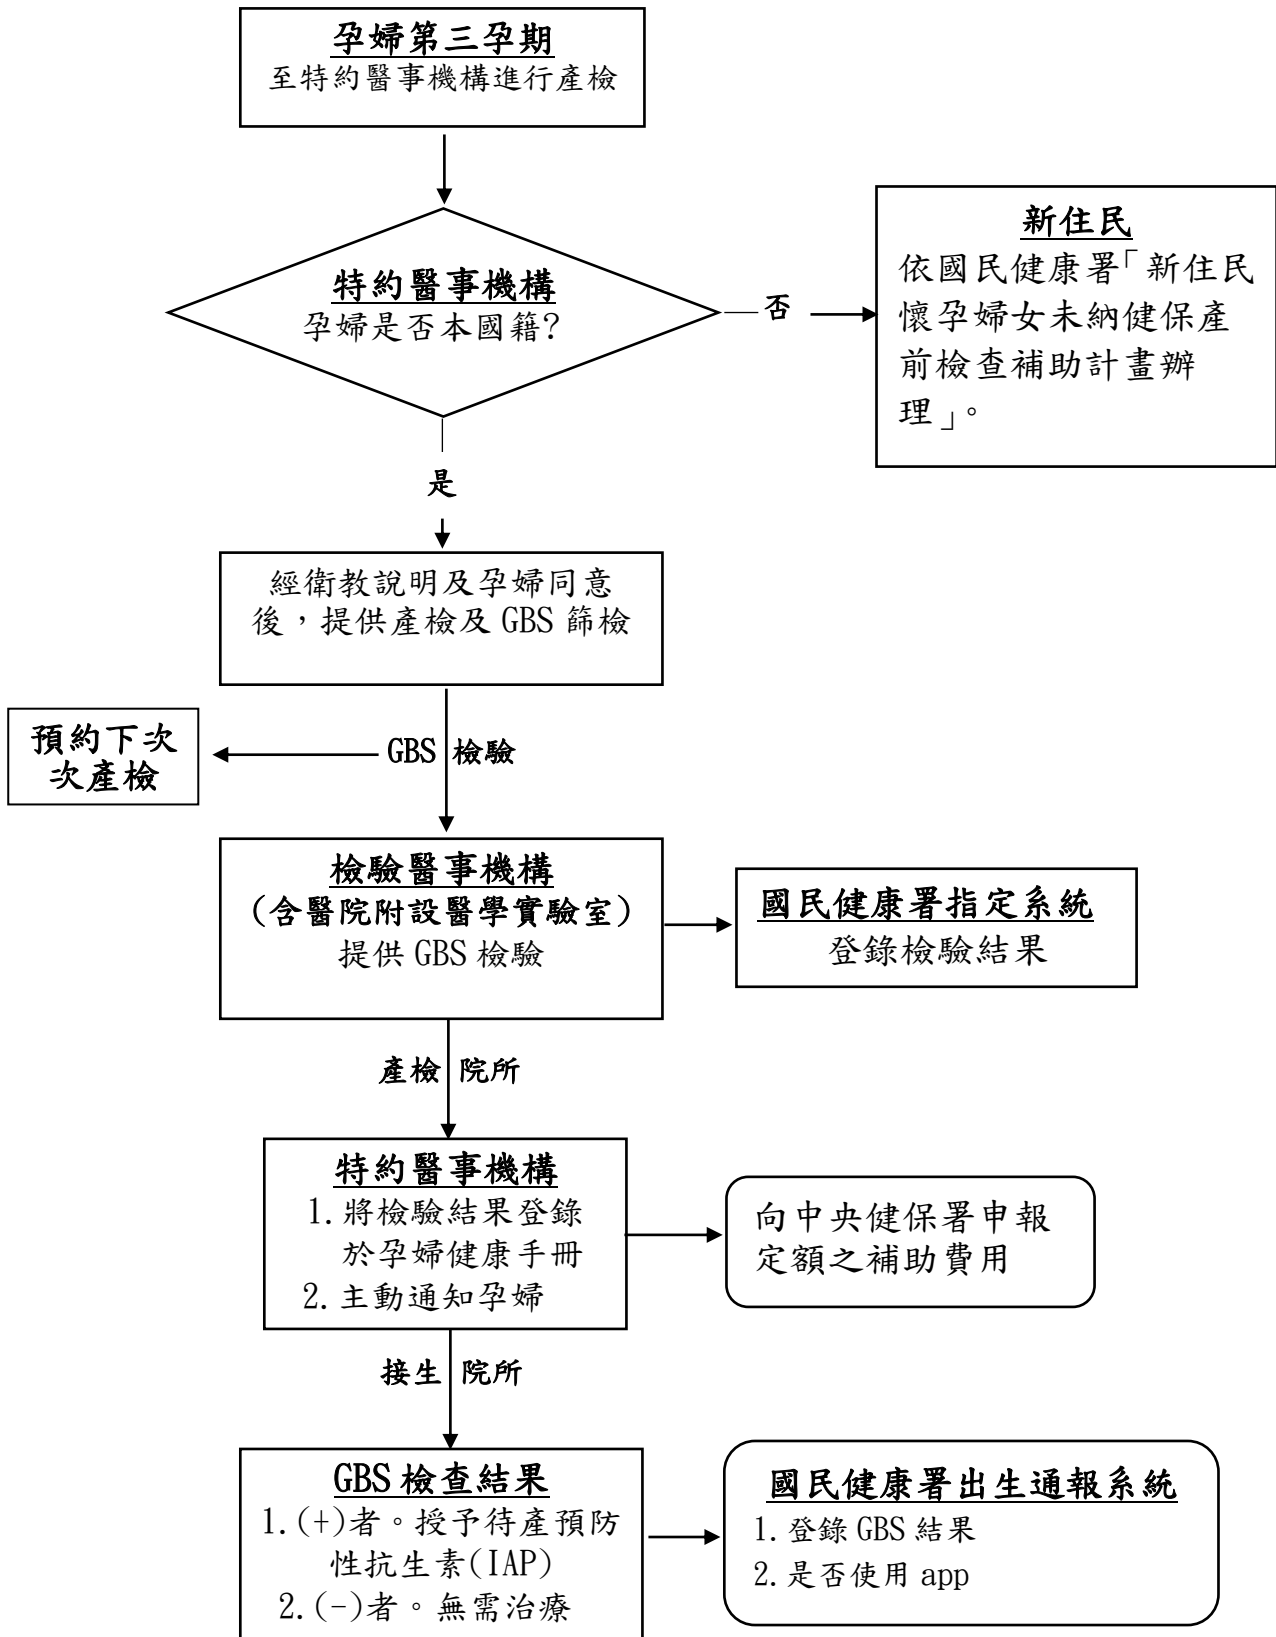 孕婦第三孕期
至特約醫事機構進行產檢
特約醫事機構
孕婦是否本國籍?
否
新住民
依國民健康署「新住民
懷孕婦女未納健保產
前檢查補助計畫辦
理」。
是
經衛教說明及孕婦同意
後，提供產檢及 GBS 篩檢
預約下次
次產檢
GBS 檢驗
檢驗醫事機構
(含醫院附設醫學實驗室)
提供 GBS 檢驗
國民健康署指定系統
登錄檢驗結果
產檢 院所
特約醫事機構
1. 將檢驗結果登錄
於孕婦健康手冊
2. 主動通知孕婦
向中央健保署申報
定額之補助費用
接生 院所
GBS 檢查結果
1. (+)者。授予待產預防
性抗生素(IAP)
2. (-)者。無需治療
國民健康署出生通報系統
1. 登錄 GBS 結果
2. 是否使用 app